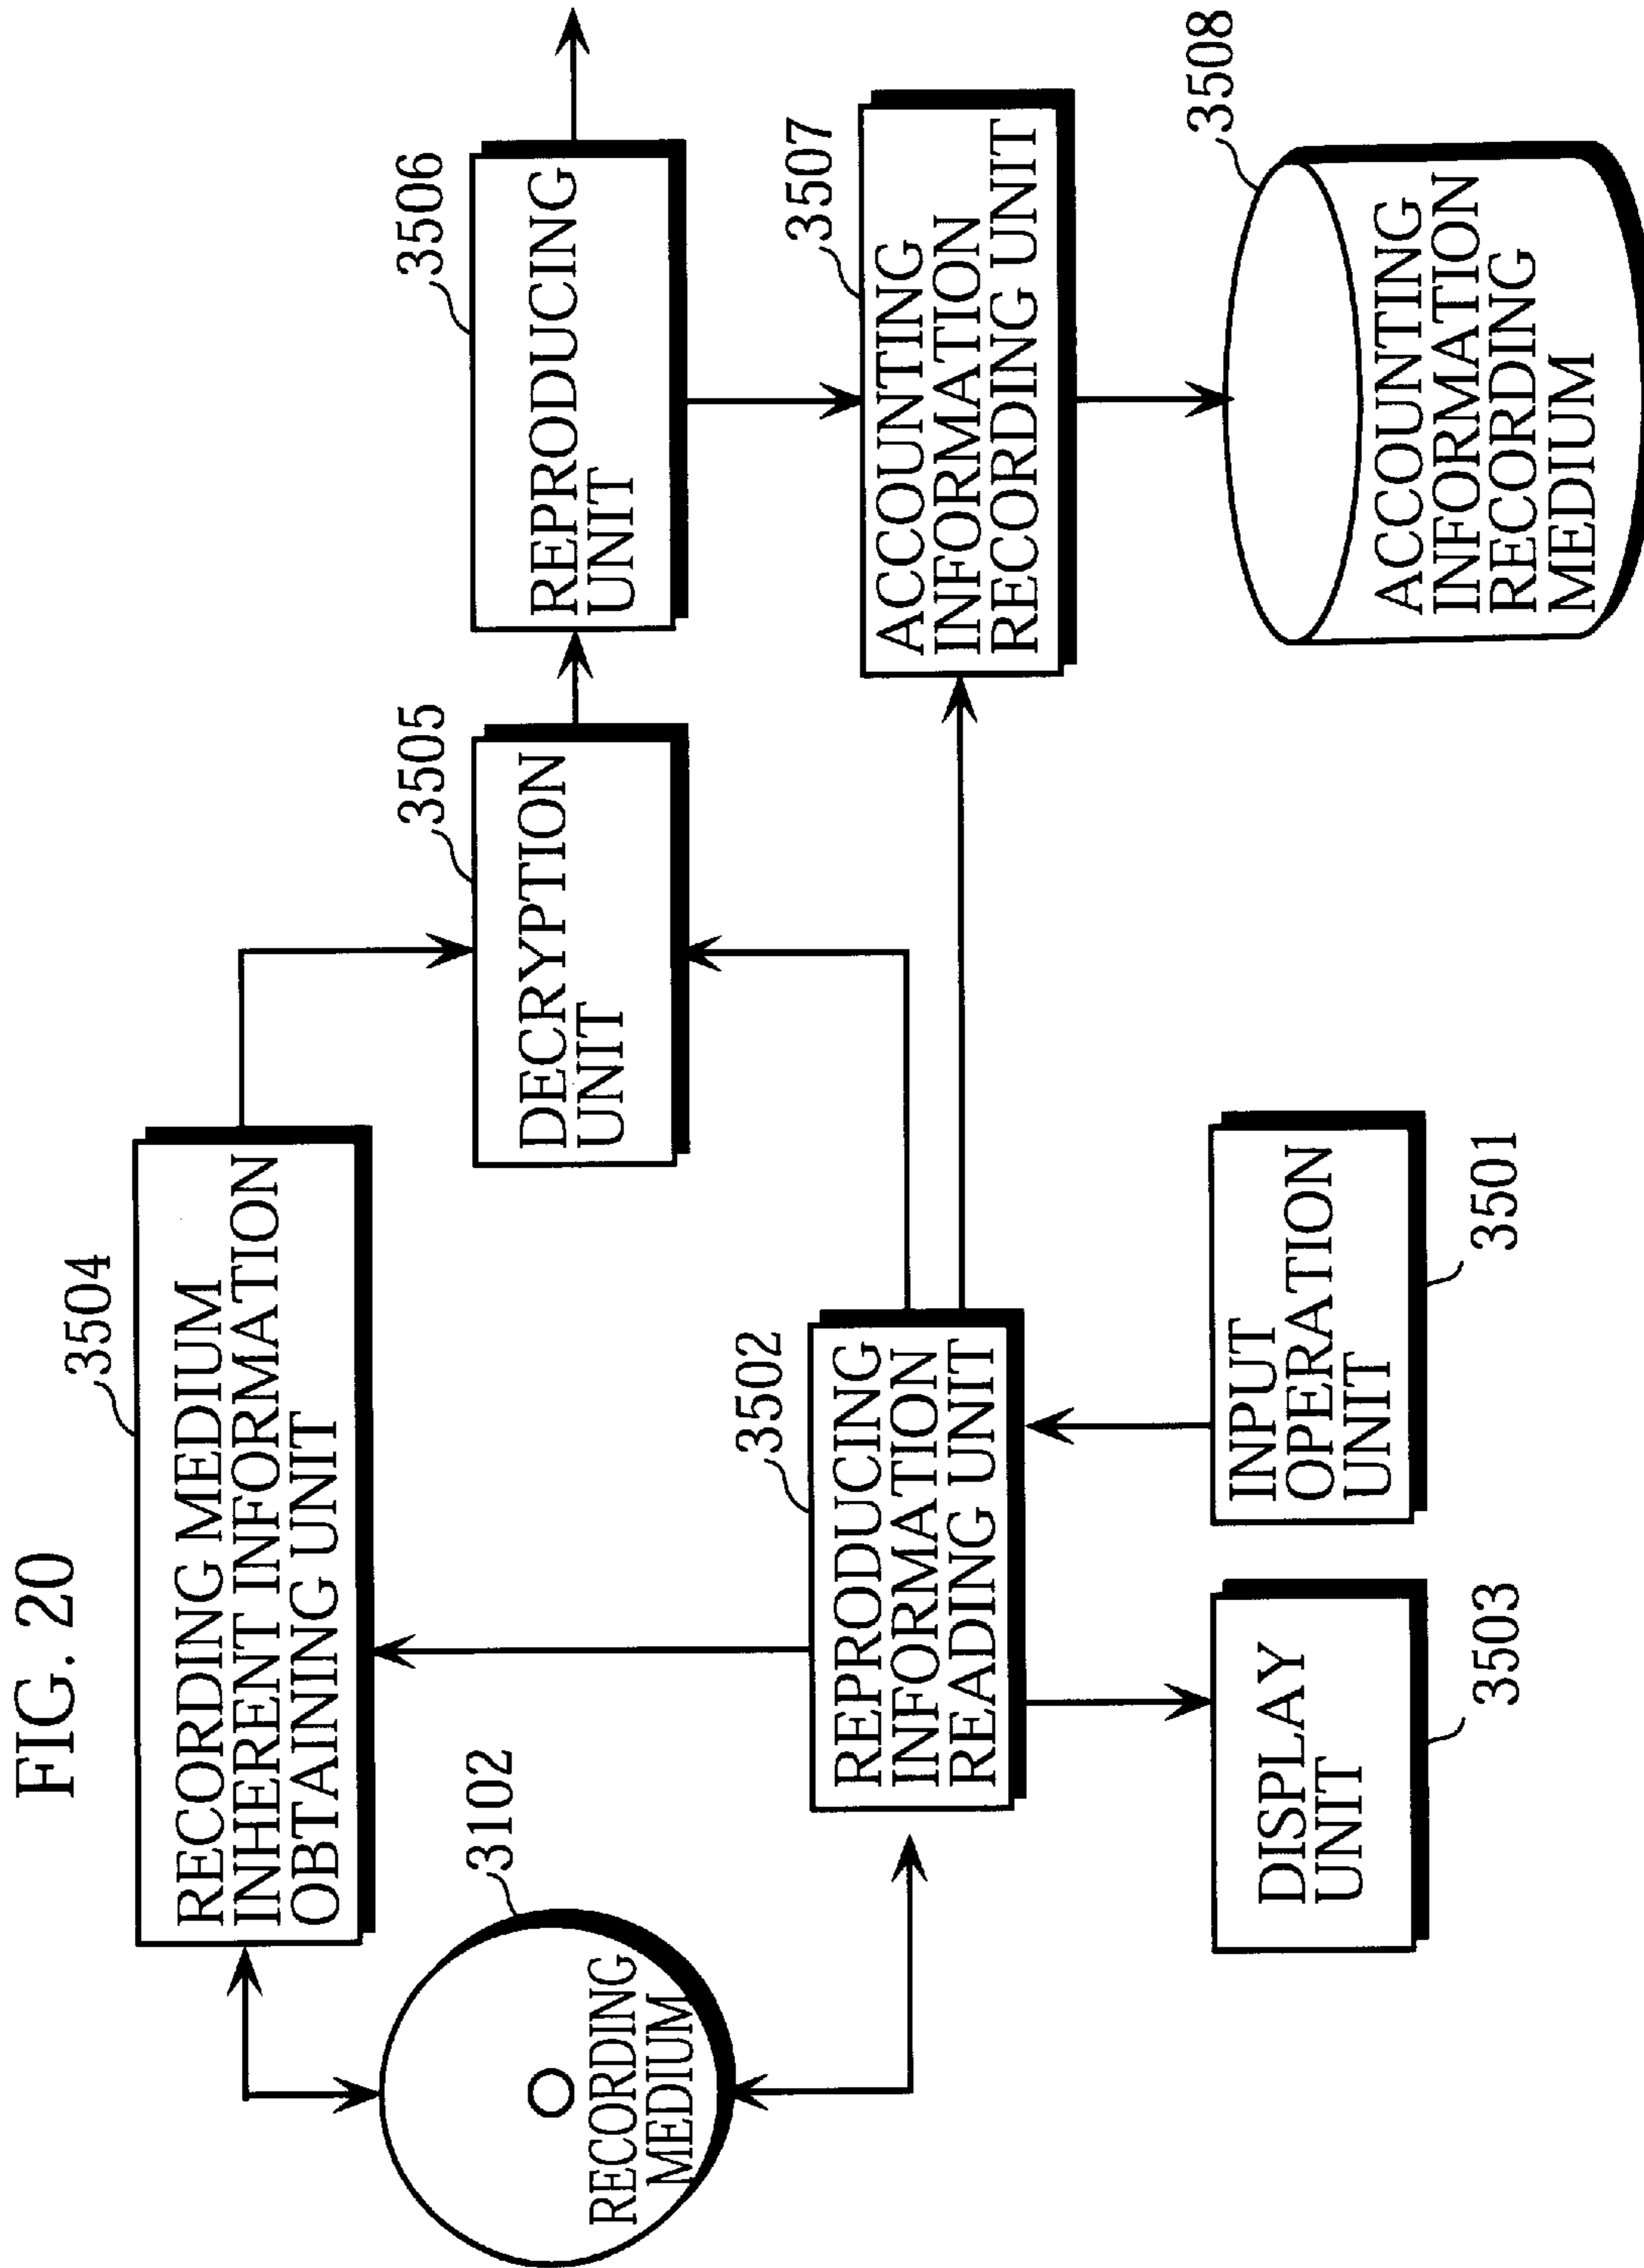 FIG. 20
3504
RECORDING MEDIUM
INHERENT INFORMATION
OBTAINING UNIT
3102
RECORDING
MEDIUM
3505
DECRYPTION
UNIT
3506
REPRODUCING
UNIT
3502
REPRODUCING
INFORMATION
READING UNIT
3507
ACCOUNTING
INFORMATION
RECORDING UNIT
DISPLAY
UNIT
3503
INPUT
OPERATION
UNIT
3501
3508
ACCOUNTING
INFORMATION
RECORDING
MEDIUM